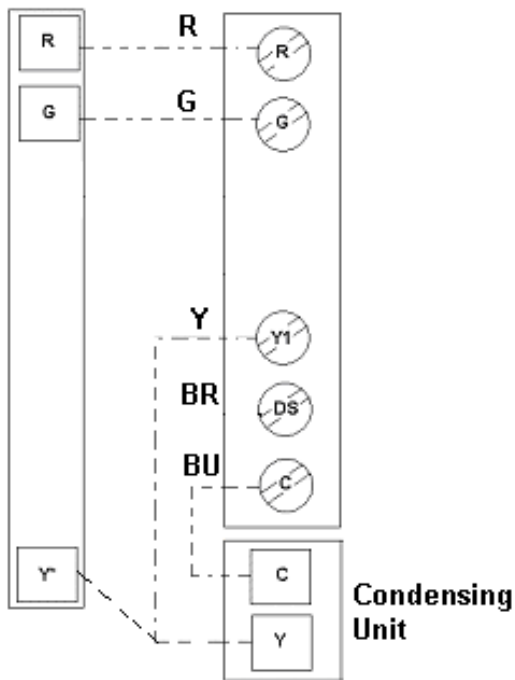 R R R
G G G
Y Y1
BR DS
BU C
Y" C Condensing
Y Unit